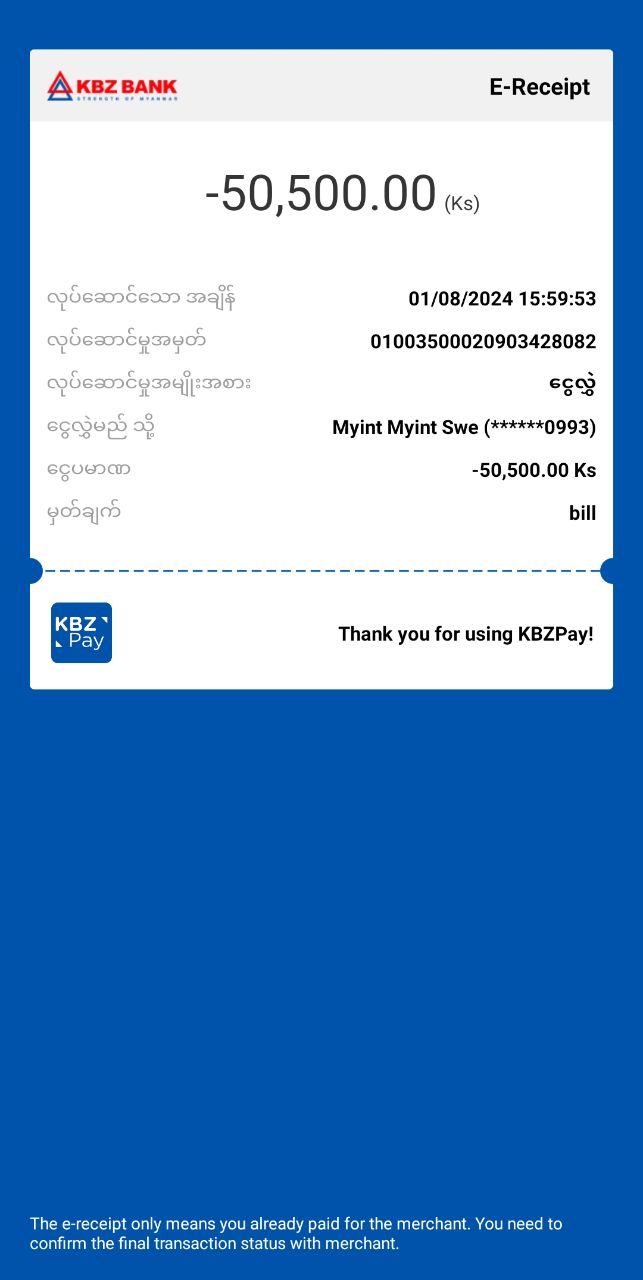 KBZ BANK
STRENGTH OF MYANMAR
E-Receipt
-50,500.00 (Ks)
လုပ်ဆောင်သော အချိန် 01/08/2024 15:59:53
လုပ်ဆောင်မှုအမှတ် 01003500020903428082
လုပ်ဆောင်မှုအမျိုးအစား ငွေလွှဲ
ငွေလွှဲမည် သို့ Myint Myint Swe (******0993)
ငွေပမာဏ -50,500.00 Ks
မှတ်ချက် bill
KBZ
Pay
Thank you for using KBZPay!
The e-receipt only means you already paid for the merchant. You need to
confirm the final transaction status with merchant.